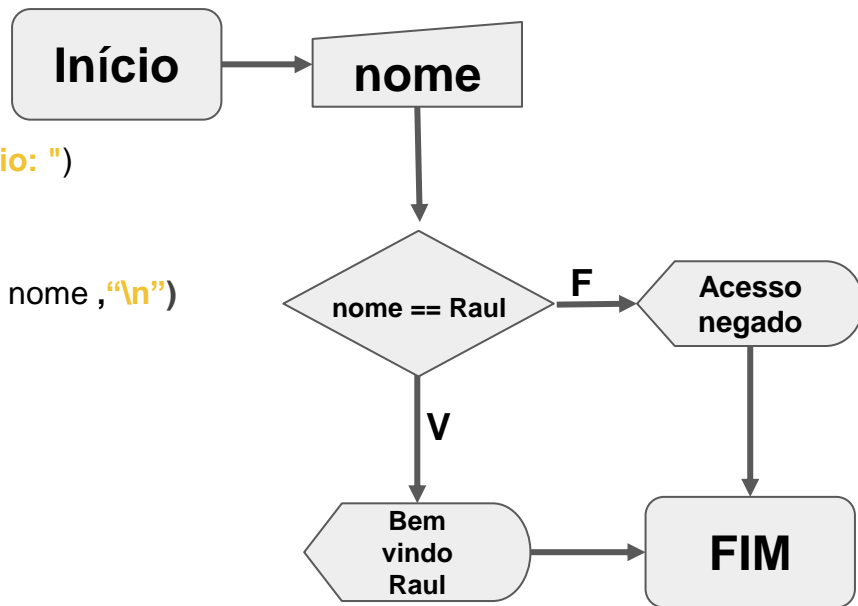 Início
nome
io: ")
nome ,“\n”)
nome == Raul
F
Acesso
negado
V
Bem
vindo
Raul
FIM